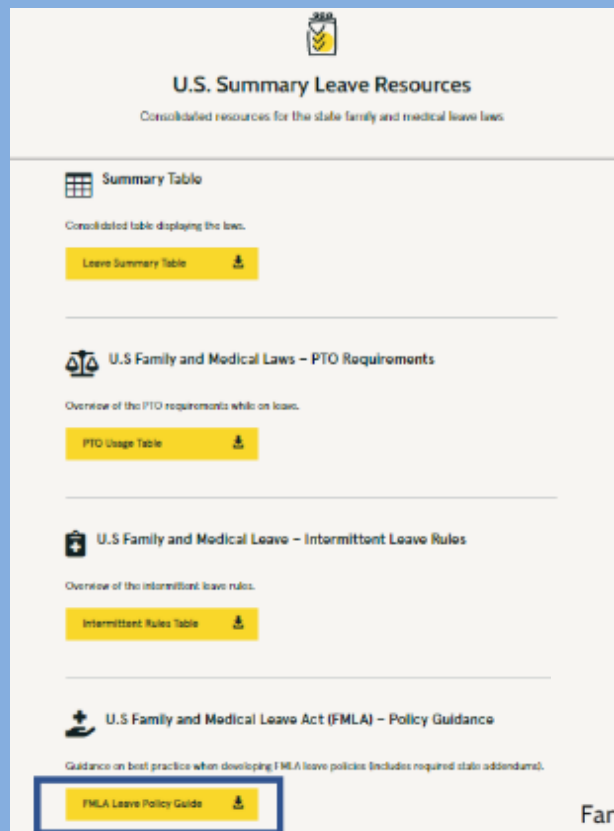 U.S. Summary Leave Resources
Consolidated resources for the state family and medical leave laws
Summary Table
Consolidated table displaying the laws.
Leave Summary Table
U.S Family and Medical Laws – PTO Requirements
Overview of the PTO requirements while on leave.
PTO Usage Table
U.S Family and Medical Leave – Intermittent Leave Rules
Overview of the intermittent leave rules.
Intermittent Rules Table
U.S Family and Medical Leave Act (FMLA) – Policy Guidance
Guidance on best practice when developing FMLA leave policies (includes required state addendums).
FMLA Leave Policy Guide
Fam